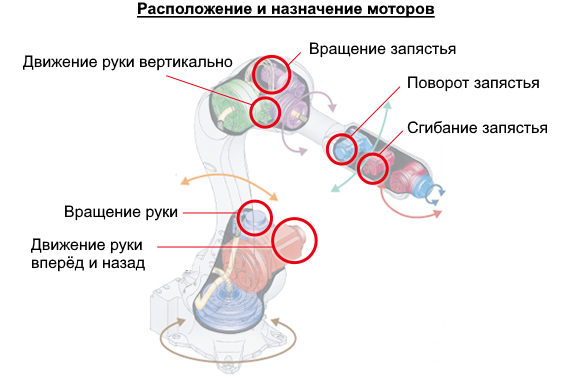 Расположение и назначение моторов
Вращение запястья
Движение руки вертикально
Поворот запястья
Сгибание запястья
Вращение руки
Движение руки
вперёд и назад